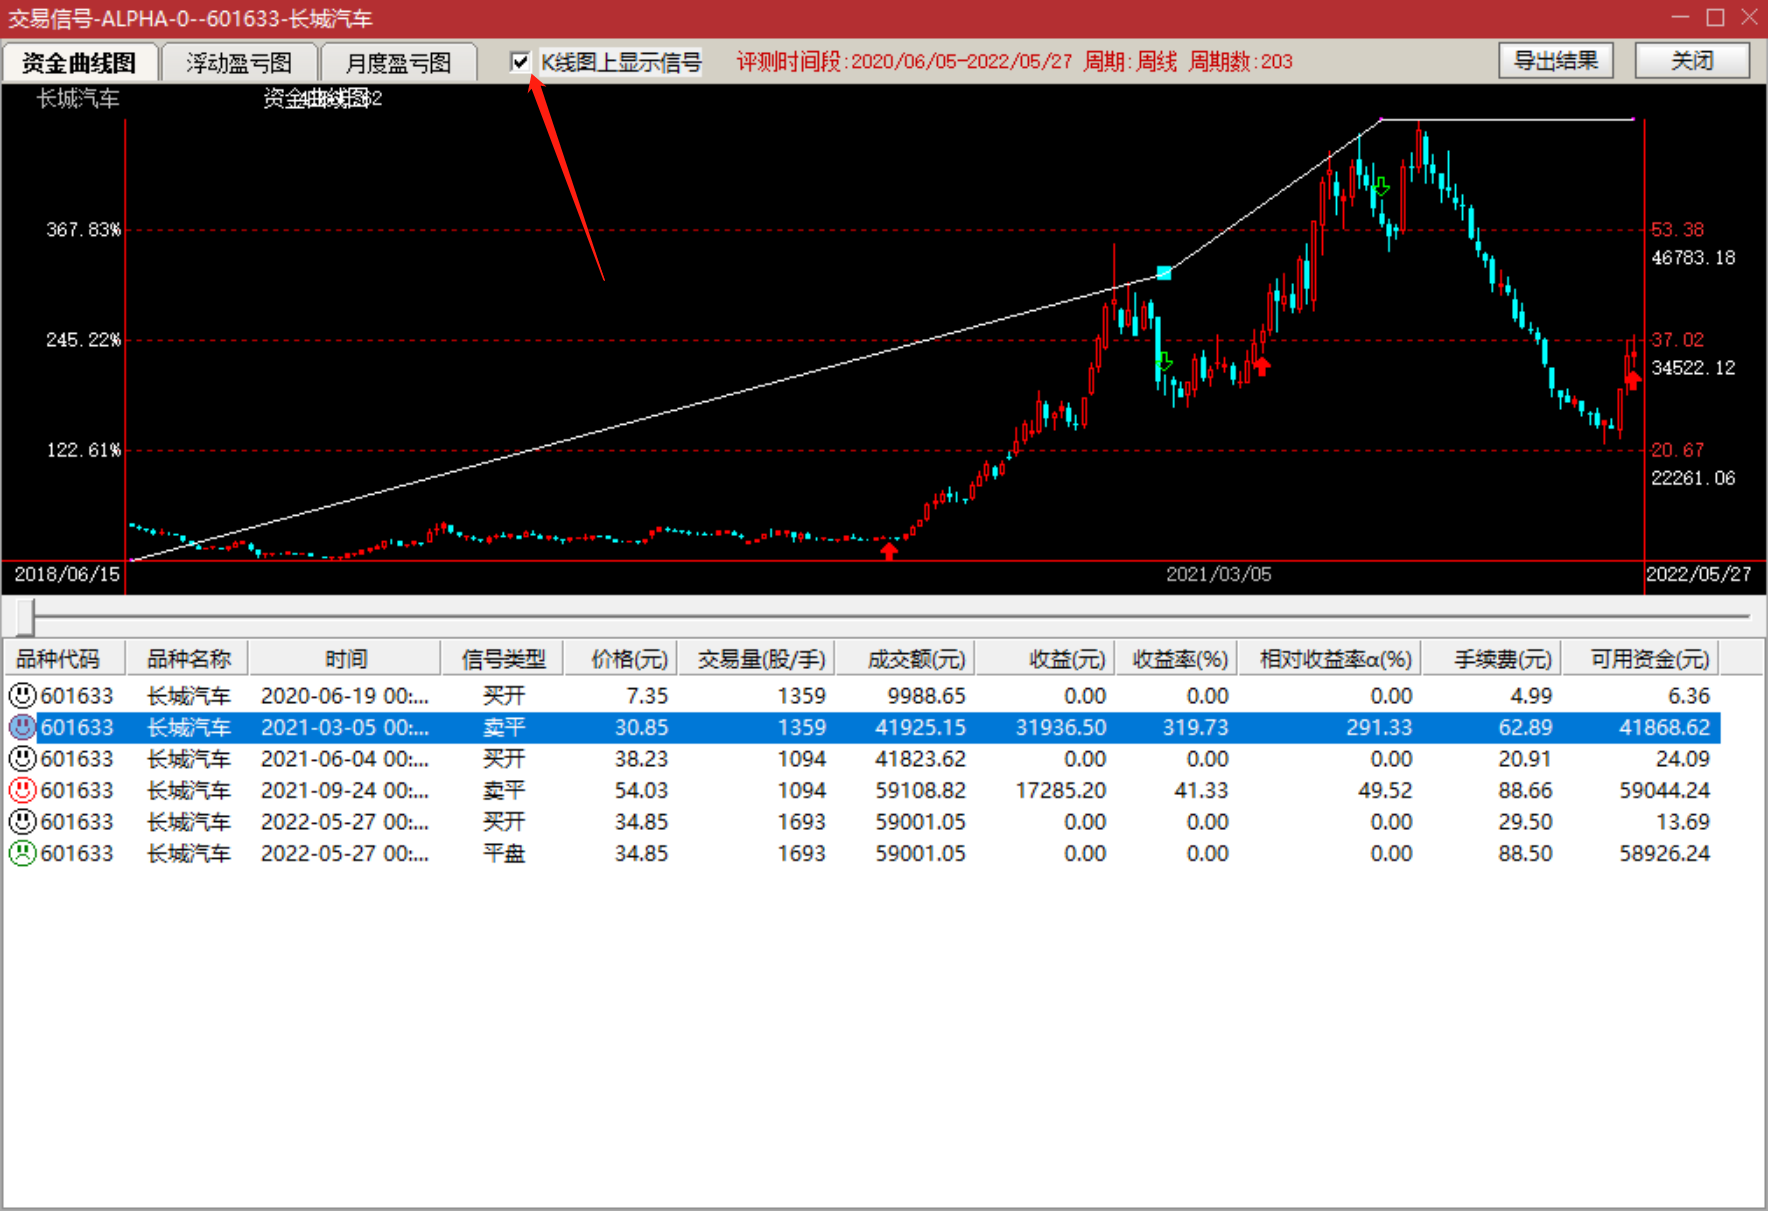 交易信号-ALPHA-0--601633-长城汽车
资金曲线图 浮动盈亏图 月度盈亏图 K线图上显示信号 评测时间段:2020/06/05-2022/05/27 周期:周线 周期数:203 导出结果 关闭
长城汽车 资金曲线图
367.83% 53.38
46783.18
245.22% 37.02
34522.12
122.61% 20.67
22261.06
2018/06/15 2021/03/05 2022/05/27
品种代码 品种名称 时间 信号类型 价格(元) 交易量(股/手) 成交额(元) 收益(元) 收益率(%) 相对收益率α(%) 手续费(元) 可用资金(元)
601633 长城汽车 2020-06-19 00:... 买开 7.35 1359 9988.65 0.00 0.00 0.00 4.99 6.36
601633 长城汽车 2021-03-05 00:... 卖平 30.85 1359 41925.15 31936.50 319.73 291.33 62.89 41868.62
601633 长城汽车 2021-06-04 00:... 买开 38.23 1094 41823.62 0.00 0.00 0.00 20.91 24.09
601633 长城汽车 2021-09-24 00:... 卖平 54.03 1094 59108.82 17285.20 41.33 49.52 88.66 59044.24
601633 长城汽车 2022-05-27 00:... 买开 34.85 1693 59001.05 0.00 0.00 0.00 29.50 13.69
601633 长城汽车 2022-05-27 00:... 平盘 34.85 1693 59001.05 0.00 0.00 0.00 88.50 58926.24